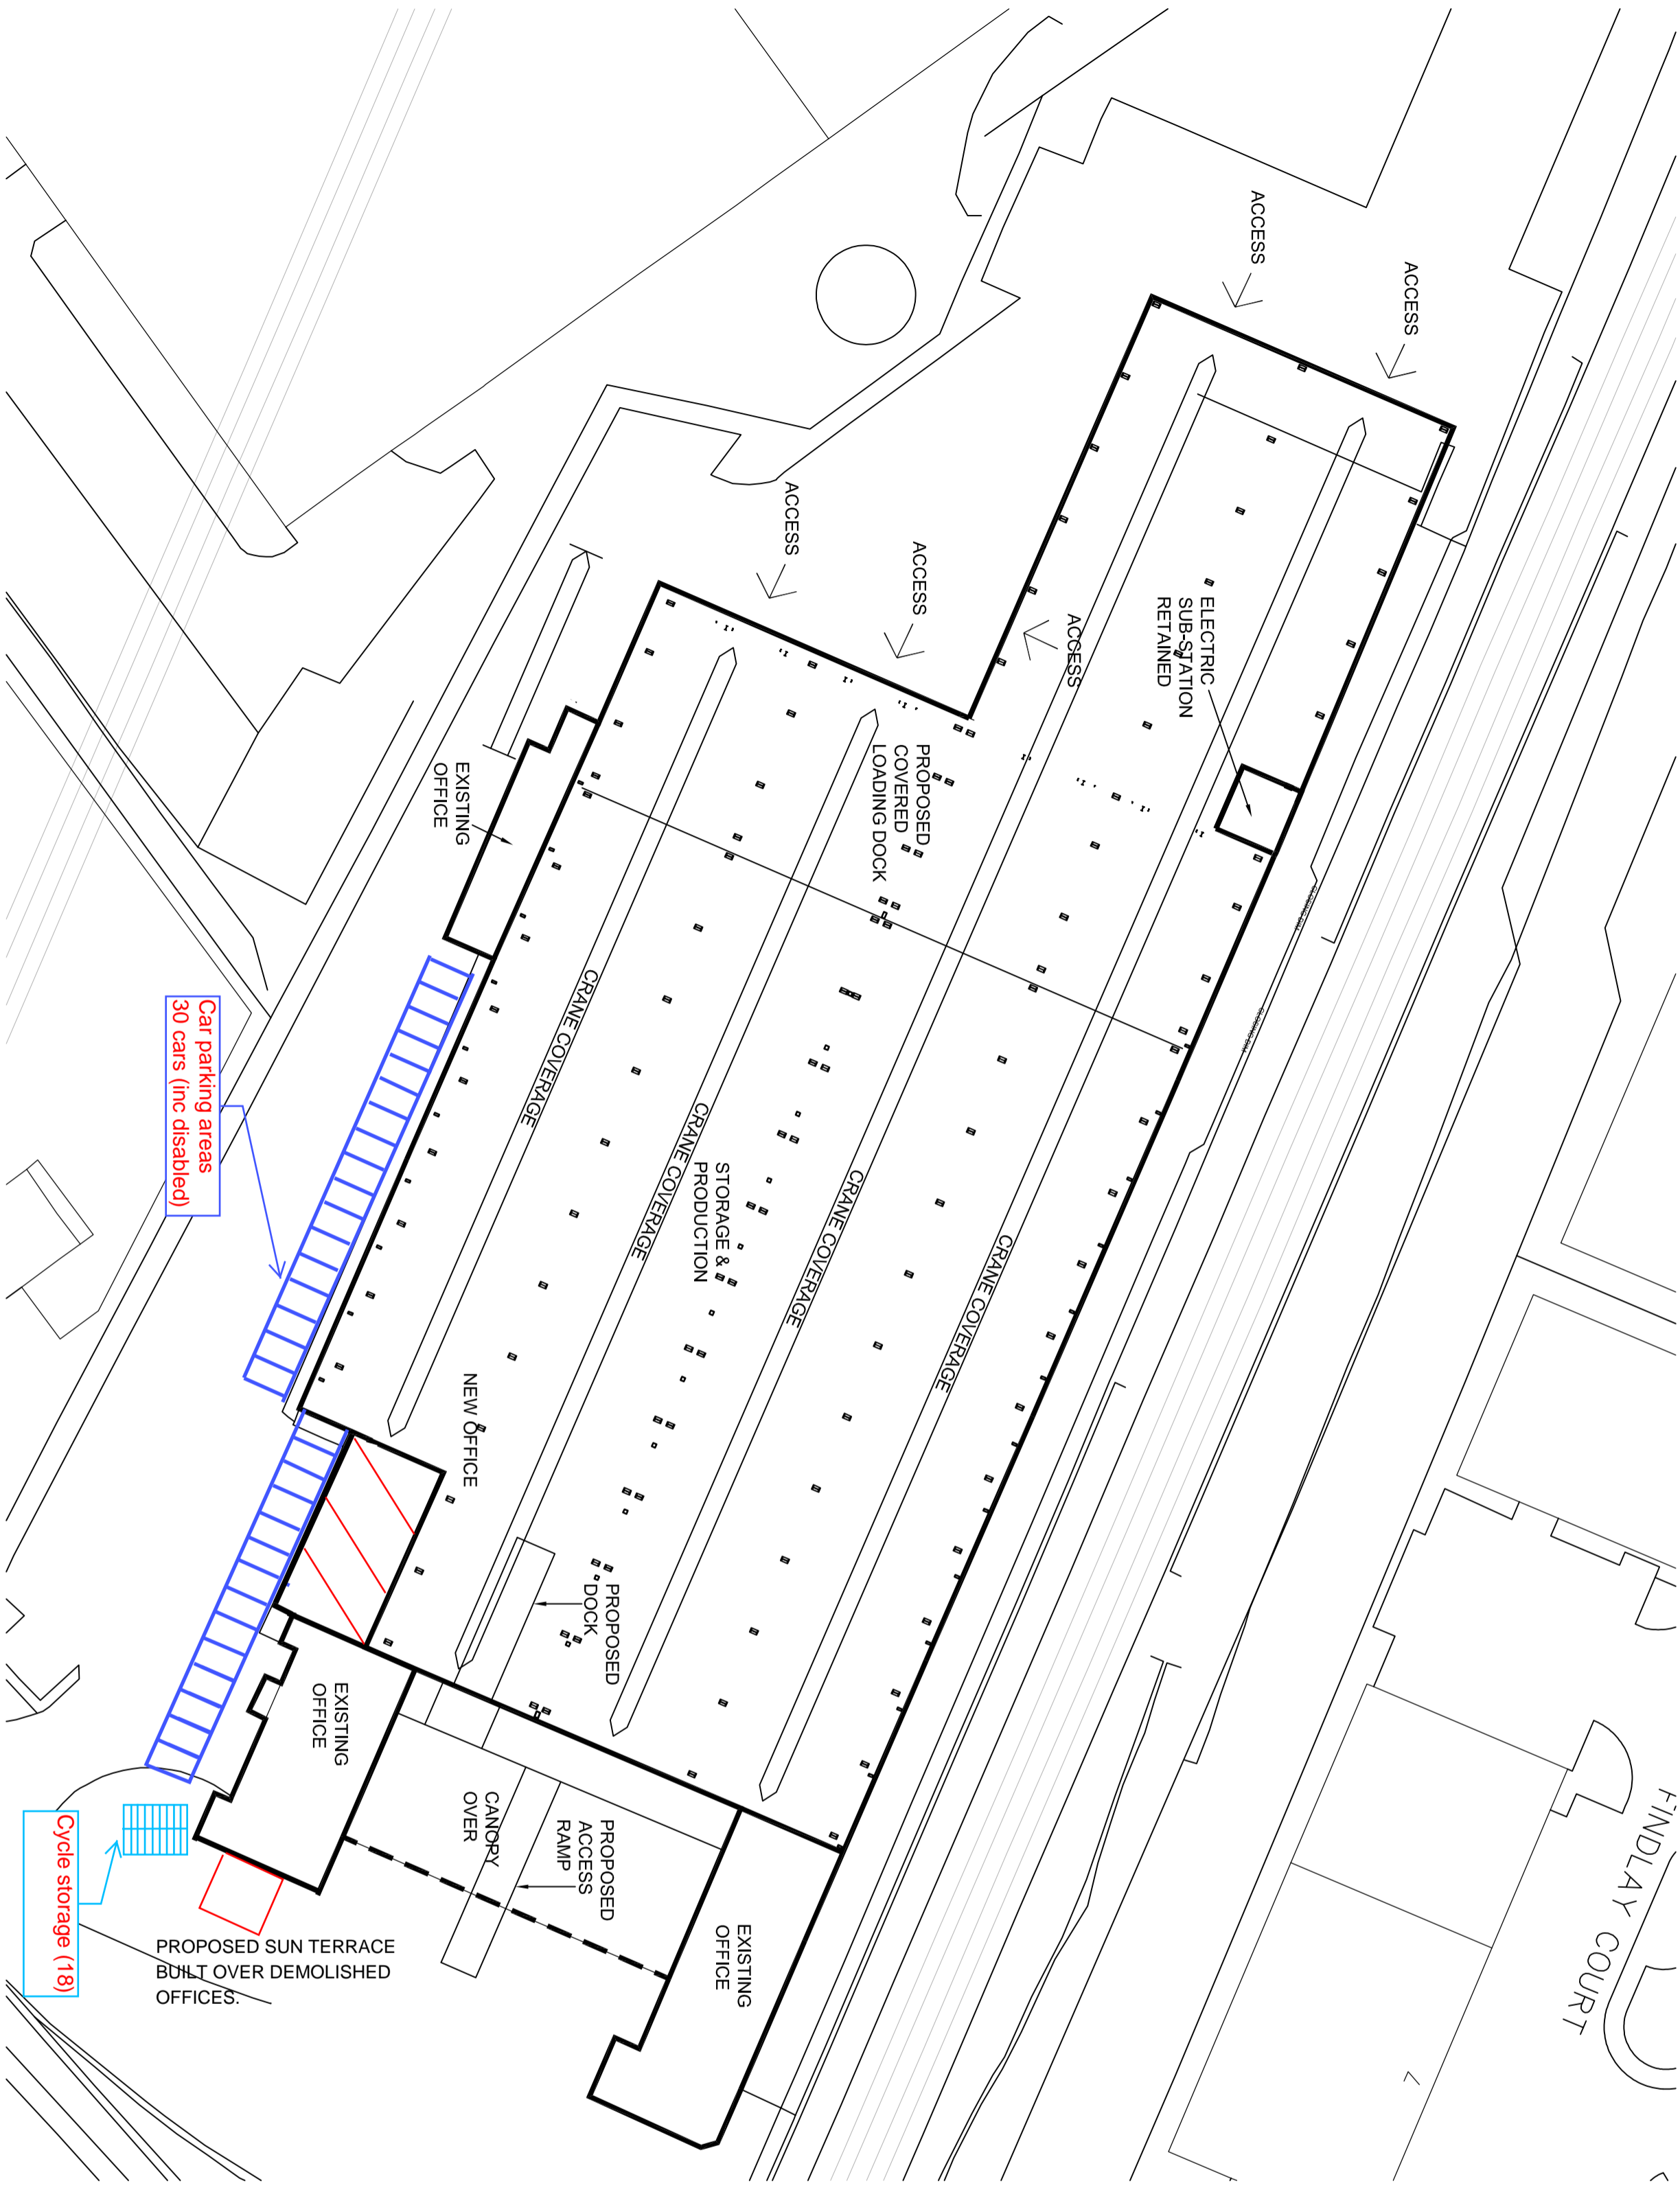 ACCESS
ACCESS
ACCESS
ACCESS
ACCESS
ELECTRIC
SUB-STATION
RETAINED
PROPOSED
COVERED
LOADING DOCK
EXISTING
OFFICE
CRANE COVERAGE
CRANE COVERAGE
CRANE COVERAGE
CRANE COVERAGE
STORAGE &
PRODUCTION
Car parking areas
30 cars (inc disabled)
NEW OFFICE
PROPOSED
DOCK
EXISTING
OFFICE
CANOPY
OVER
PROPOSED
ACCESS
RAMP
EXISTING
OFFICE
Cycle storage (18)
PROPOSED SUN TERRACE
BUILT OVER DEMOLISHED
OFFICES.
FINDLAY COURT